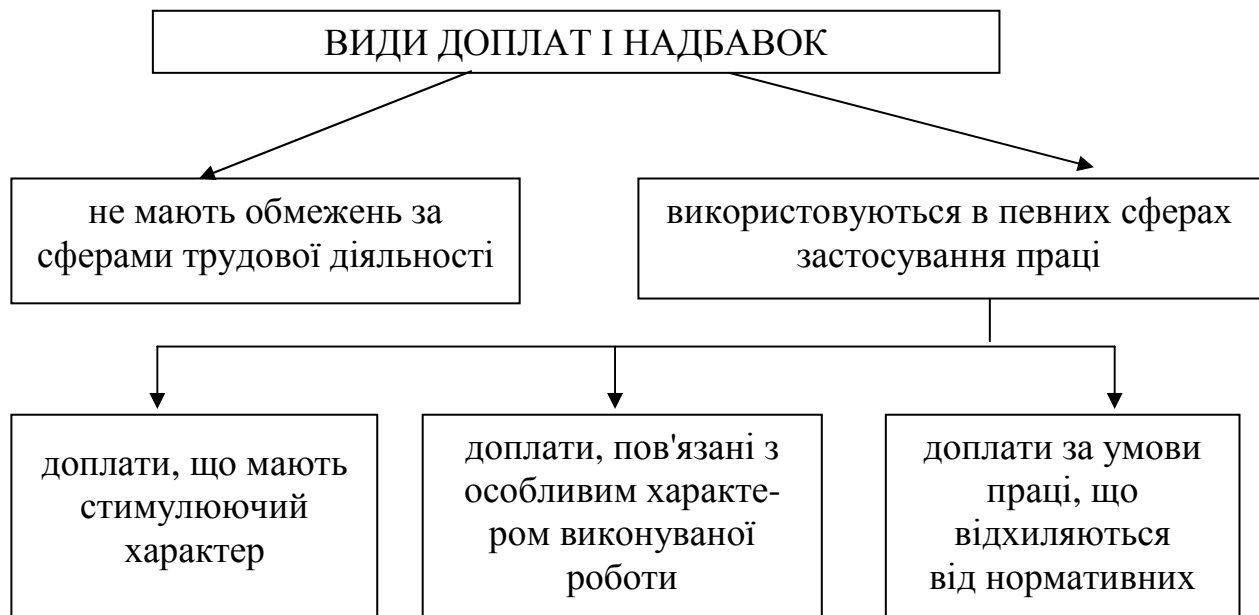 ВИДИ ДОПЛАТ І НАДБАВОК
не мають обмежень за
сферами трудової діяльності
використовуються в певних сферах
застосування праці
доплати, що мають
стимулюючий
характер
доплати, пов'язані з
особливим характе-
ром виконуваної
роботи
доплати за умови
праці, що
відхиляються
від нормативних